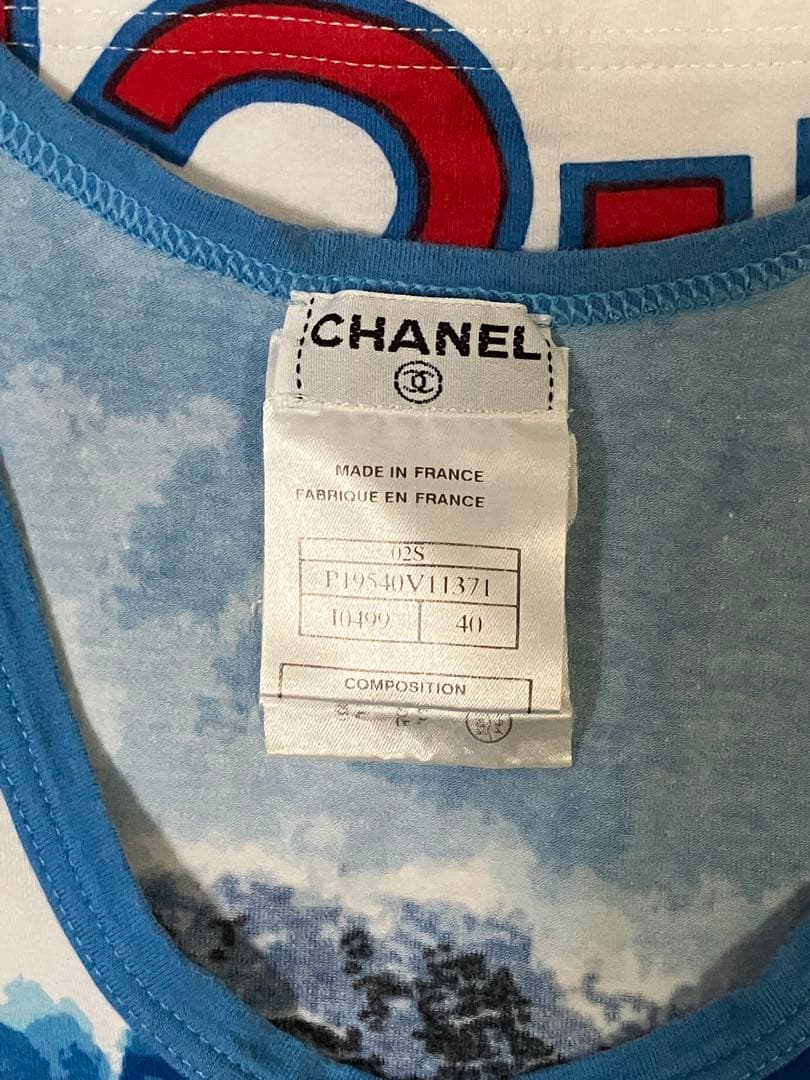 CHANEL
MADE IN FRANCE
FABRIQUE EN FRANCE
02S
P19540V11371
10499 40
COMPOSITION